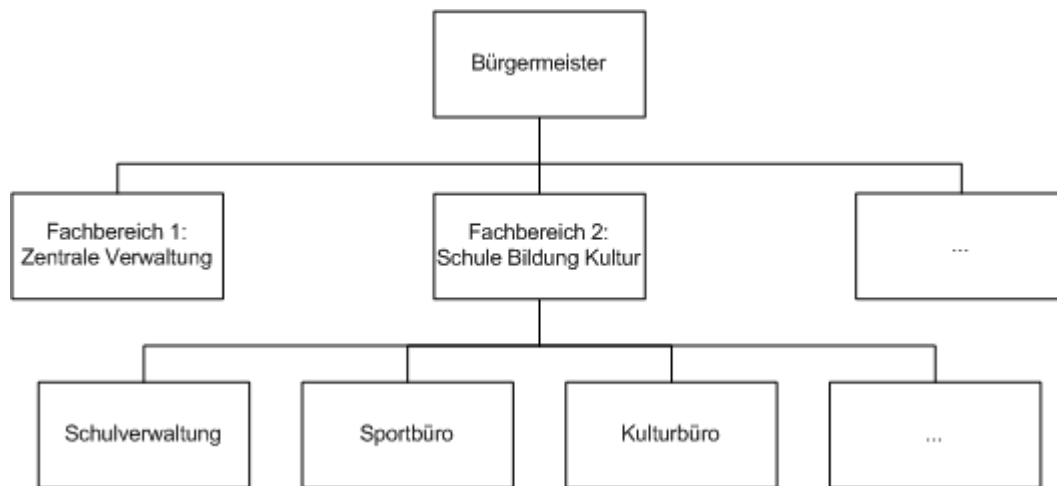 Bürgermeister
Fachbereich 1:
Zentrale Verwaltung
Fachbereich 2:
Schule Bildung Kultur
...
Schulverwaltung
Sportbüro
Kulturbüro
...